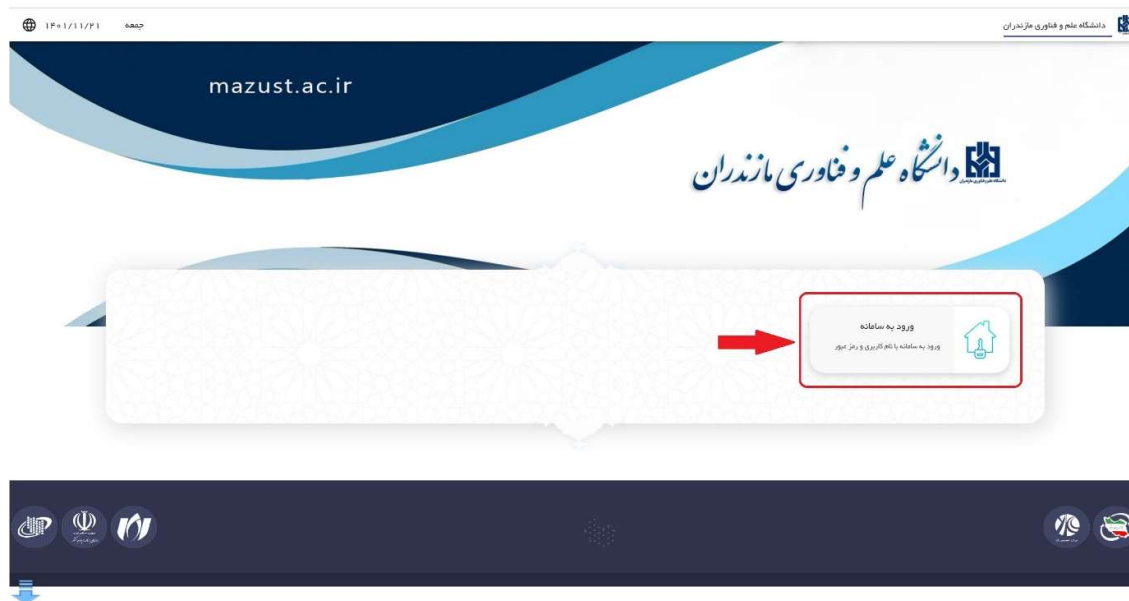 دانشگاه علم و فناوری مازندران
جمعه
۱۴۰۱/۱۱/۲۱
mazust.ac.ir
دانشگاه علم و فناوری مازندران
ورود به سامانه
ورود به سامانه با نام کاربری و رمز عبور